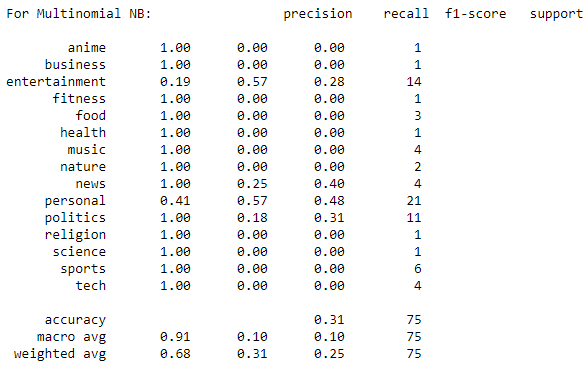 For Multinomial NB: precision recall f1-score support
anime 1.00 0.00 0.00 1
business 1.00 0.00 0.00 1
entertainment 0.19 0.57 0.28 14
fitness 1.00 0.00 0.00 1
food 1.00 0.00 0.00 3
health 1.00 0.00 0.00 1
music 1.00 0.00 0.00 4
nature 1.00 0.00 0.00 2
news 1.00 0.25 0.40 4
personal 0.41 0.57 0.48 21
politics 1.00 0.18 0.31 11
religion 1.00 0.00 0.00 1
science 1.00 0.00 0.00 1
sports 1.00 0.00 0.00 6
tech 1.00 0.00 0.00 4
accuracy 0.31 75
macro avg 0.91 0.10 0.10 75
weighted avg 0.68 0.31 0.25 75